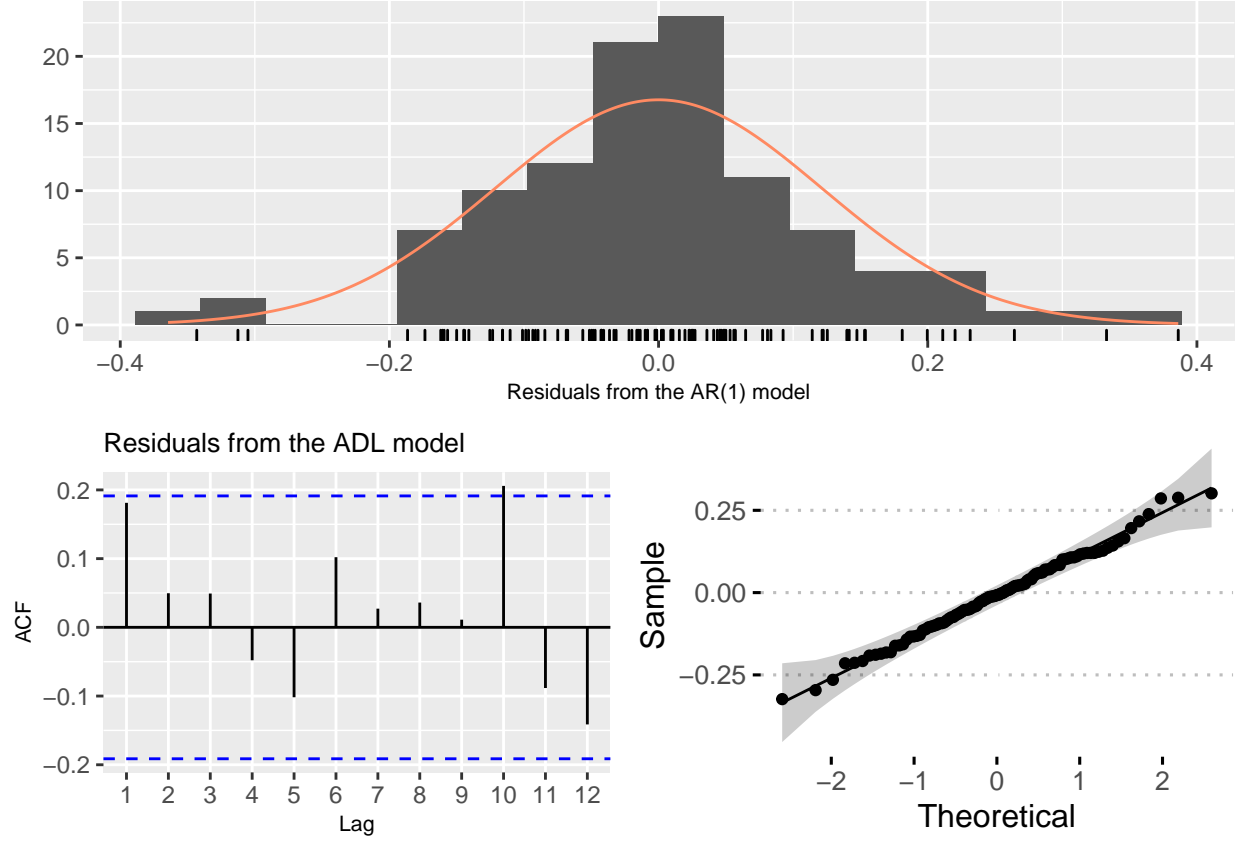 20
15
10
5
0
−0.4 −0.2 0.0 0.2 0.4
Residuals from the AR(1) model
Residuals from the ADL model
0.2
0.1
0.0
−0.1
−0.2
ACF
1 2 3 4 5 6 7 8 9 10 11 12
Lag
0.25
0.00
−0.25
Sample
−2 −1 0 1 2
Theoretical